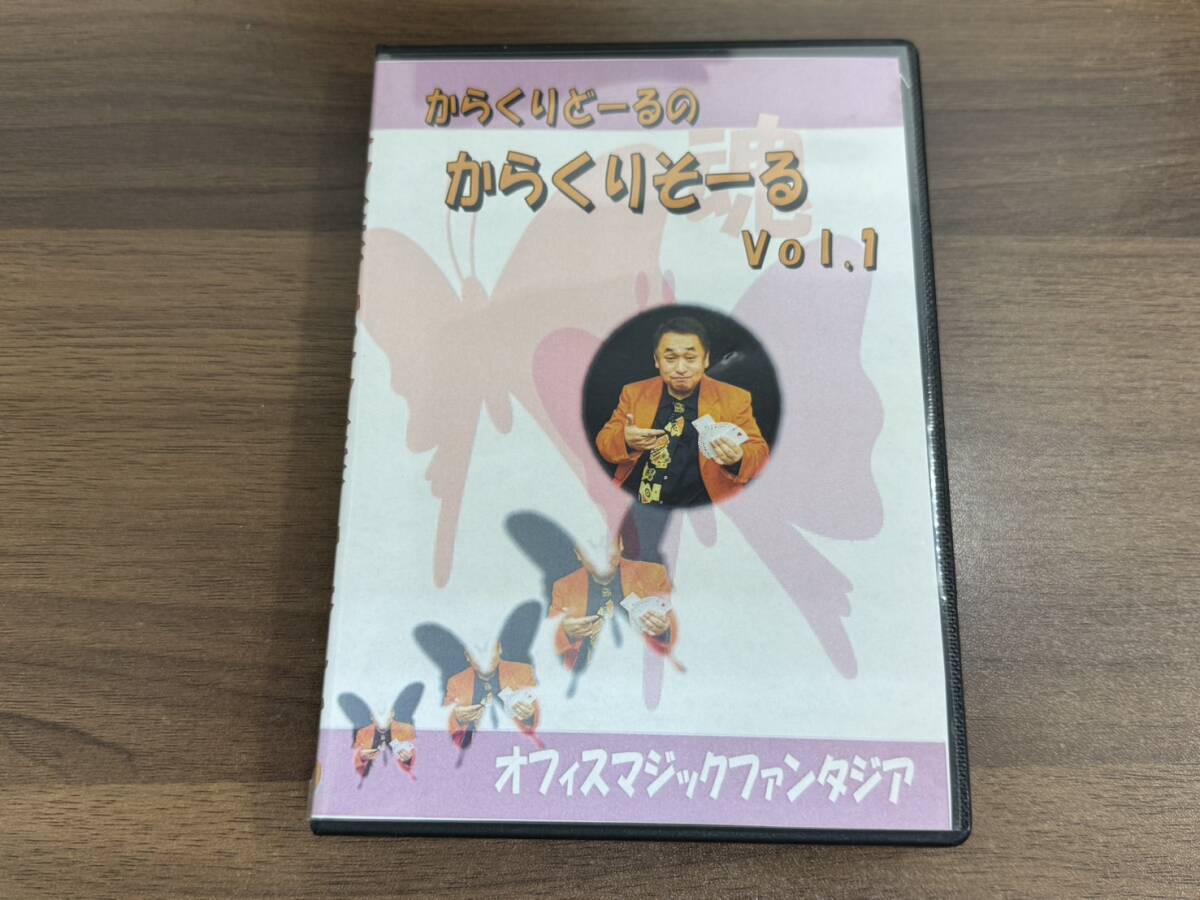 からくりどーるの
魂
からくりそーる
Vol.1
オフィスマジックファンタジア